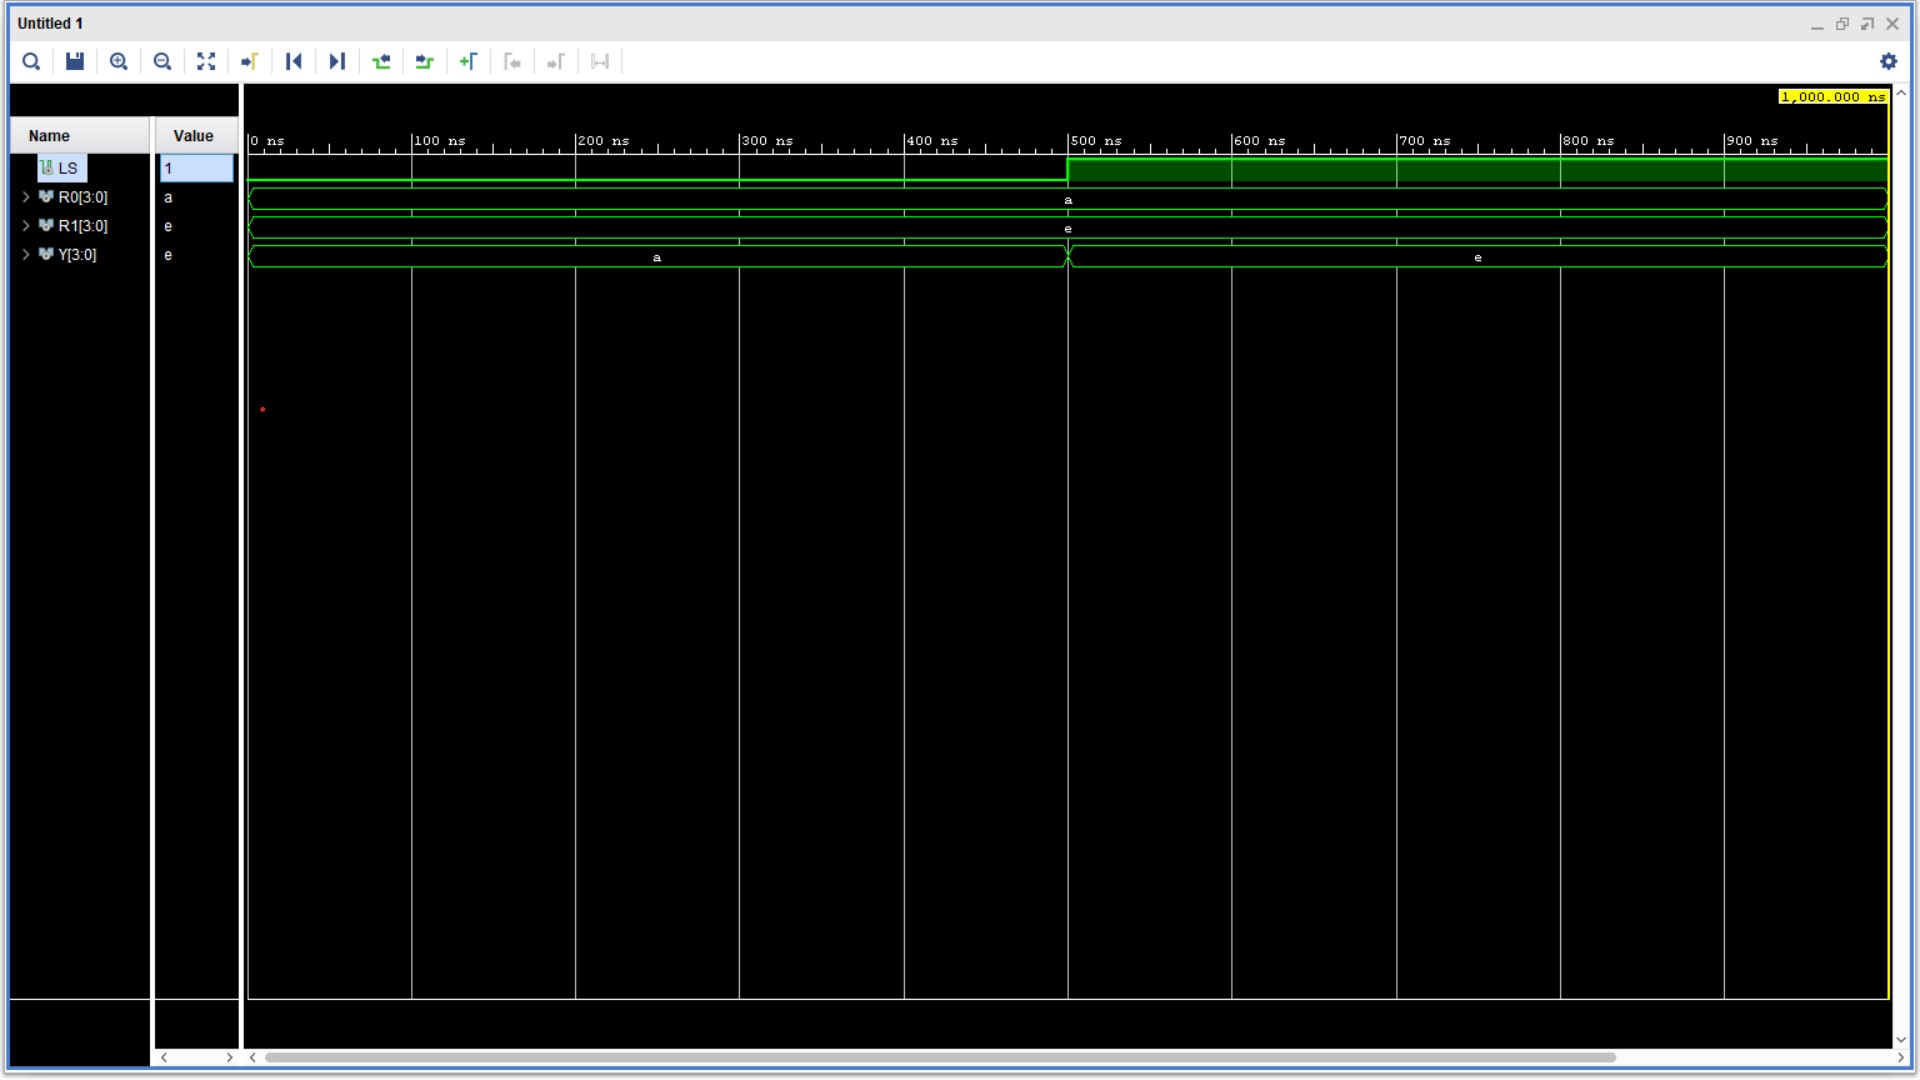 Untitled 1
1,000.000 ns
Name Value
0 ns 100 ns 200 ns 300 ns 400 ns 500 ns 600 ns 700 ns 800 ns 900 ns
LS 1
R0[3:0] a a
R1[3:0] e e
Y[3:0] e a e